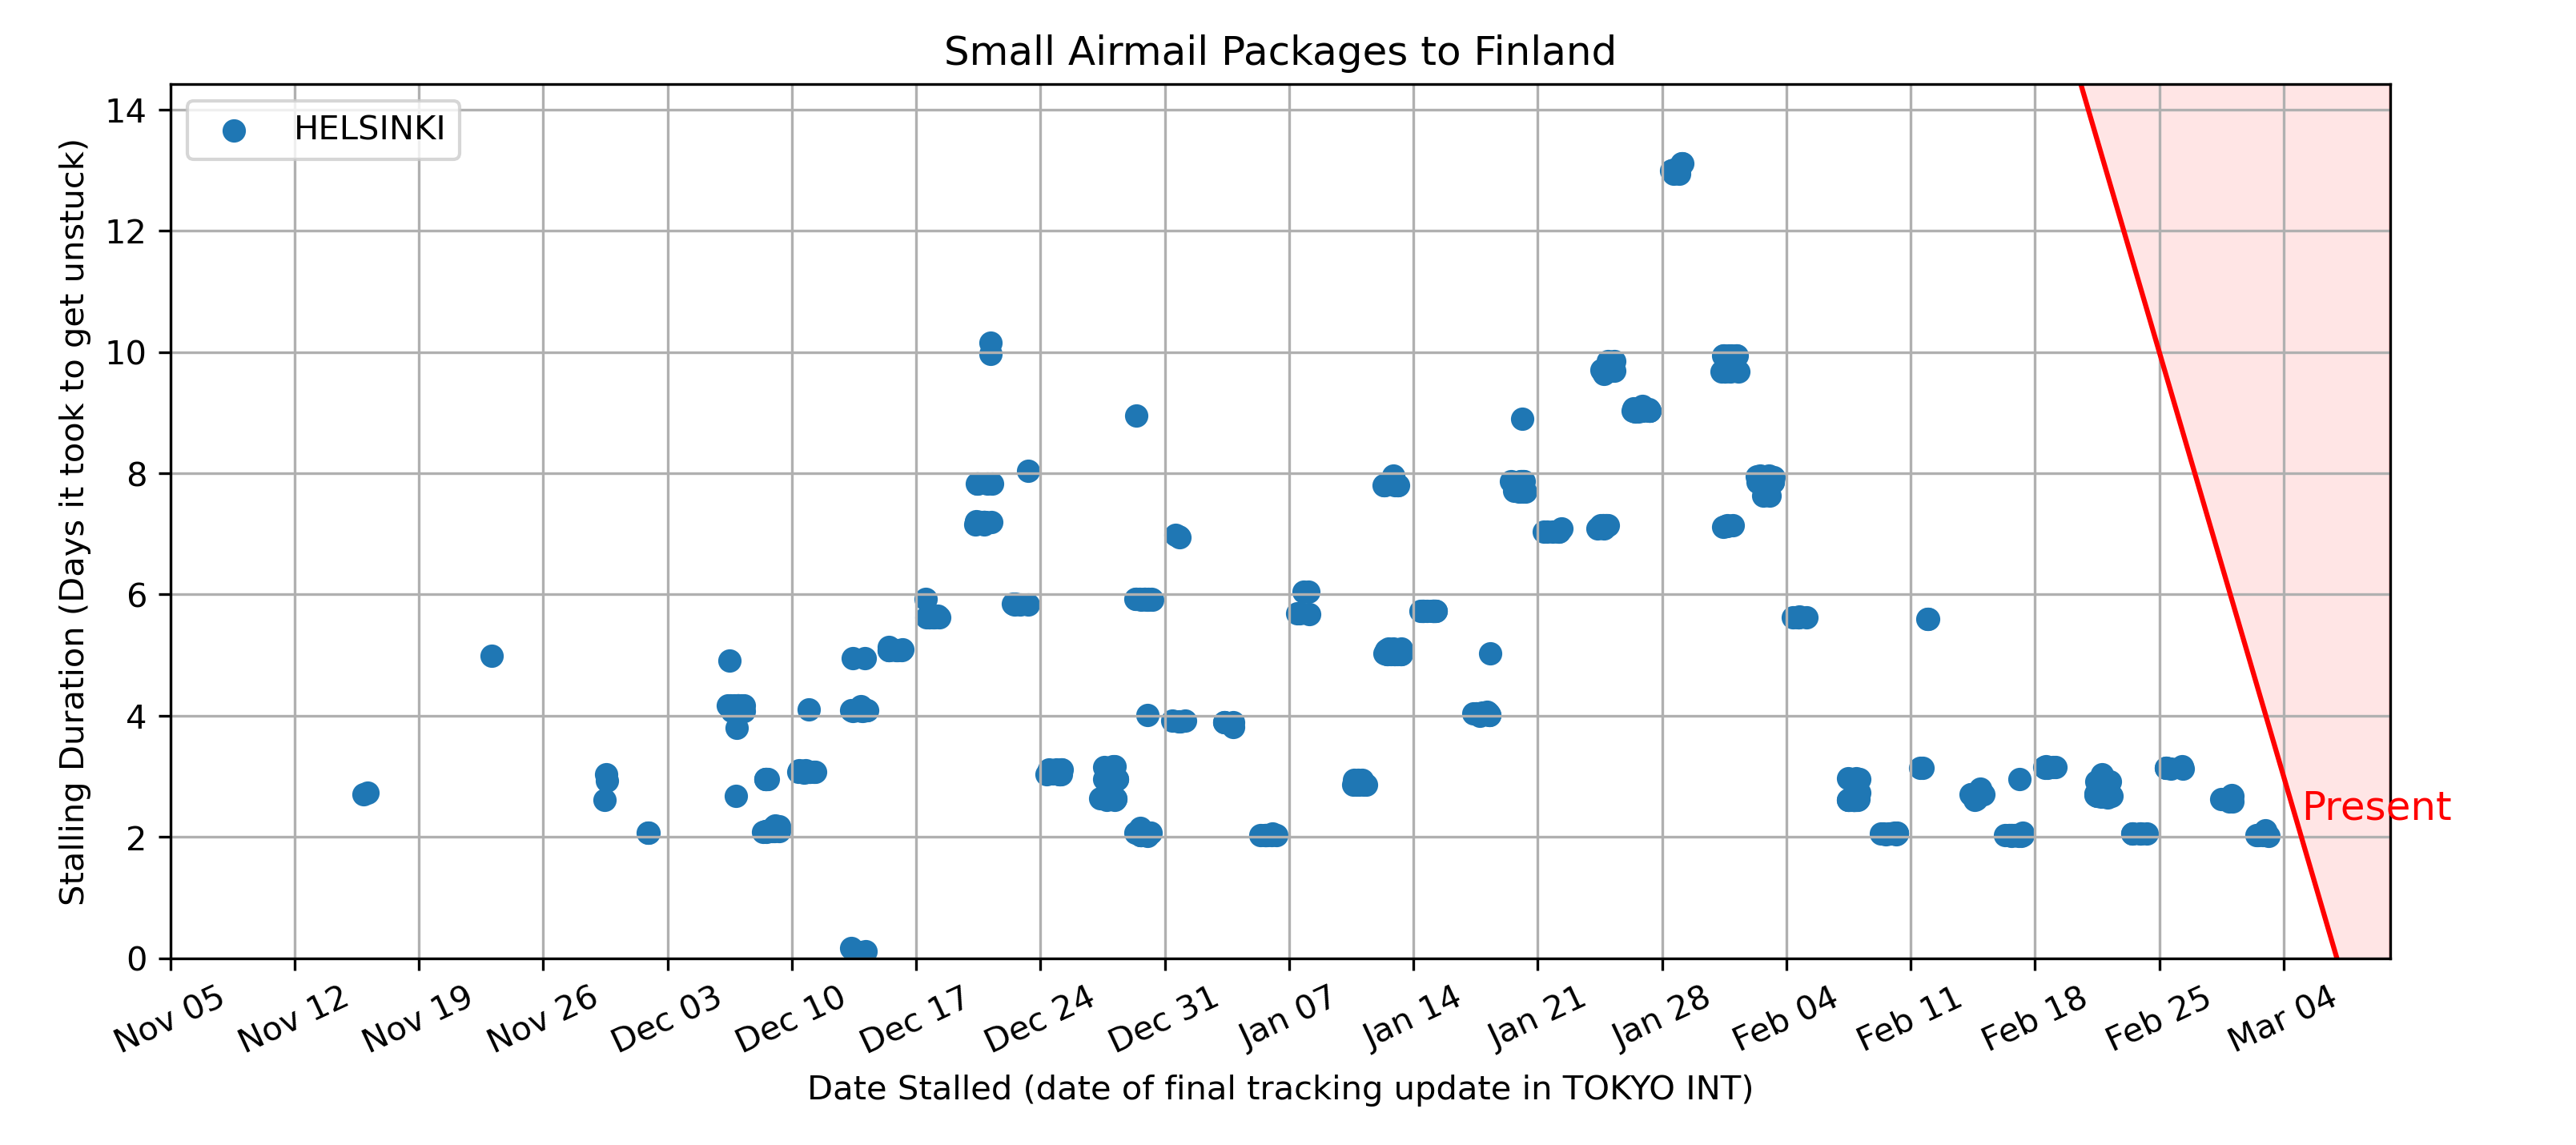 Small Airmail Packages to Finland
HELSINKI
Stalling Duration (Days it took to get unstuck)
14
12
10
8
6
4
2
0
Present
Nov 05
Nov 12
Nov 19
Nov 26
Dec 03
Dec 10
Dec 17
Dec 24
Dec 31
Jan 07
Jan 14
Jan 21
Jan 28
Feb 04
Feb 11
Feb 18
Feb 25
Mar 04
Date Stalled (date of final tracking update in TOKYO INT)